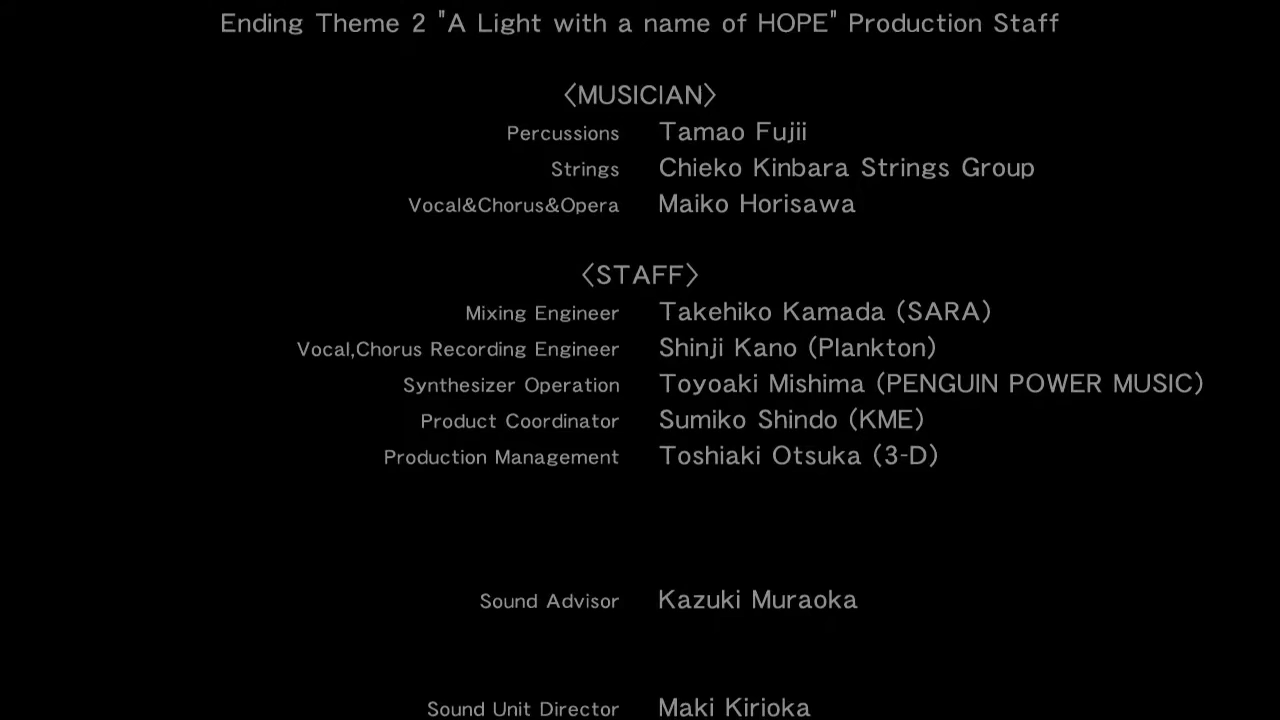 Ending Theme 2 "A Light with a name of HOPE" Production Staff
〈MUSICIAN〉
Percussions Tamao Fujii
Strings Chieko Kinbara Strings Group
Vocal&Chorus&Opera Maiko Horisawa
〈STAFF〉
Mixing Engineer Takehiko Kamada (SARA)
Vocal,Chorus Recording Engineer Shinji Kano (Plankton)
Synthesizer Operation Toyoaki Mishima (PENGUIN POWER MUSIC)
Product Coordinator Sumiko Shindo (KME)
Production Management Toshiaki Otsuka (3-D)
Sound Advisor Kazuki Muraoka
Sound Unit Director Maki Kirioka